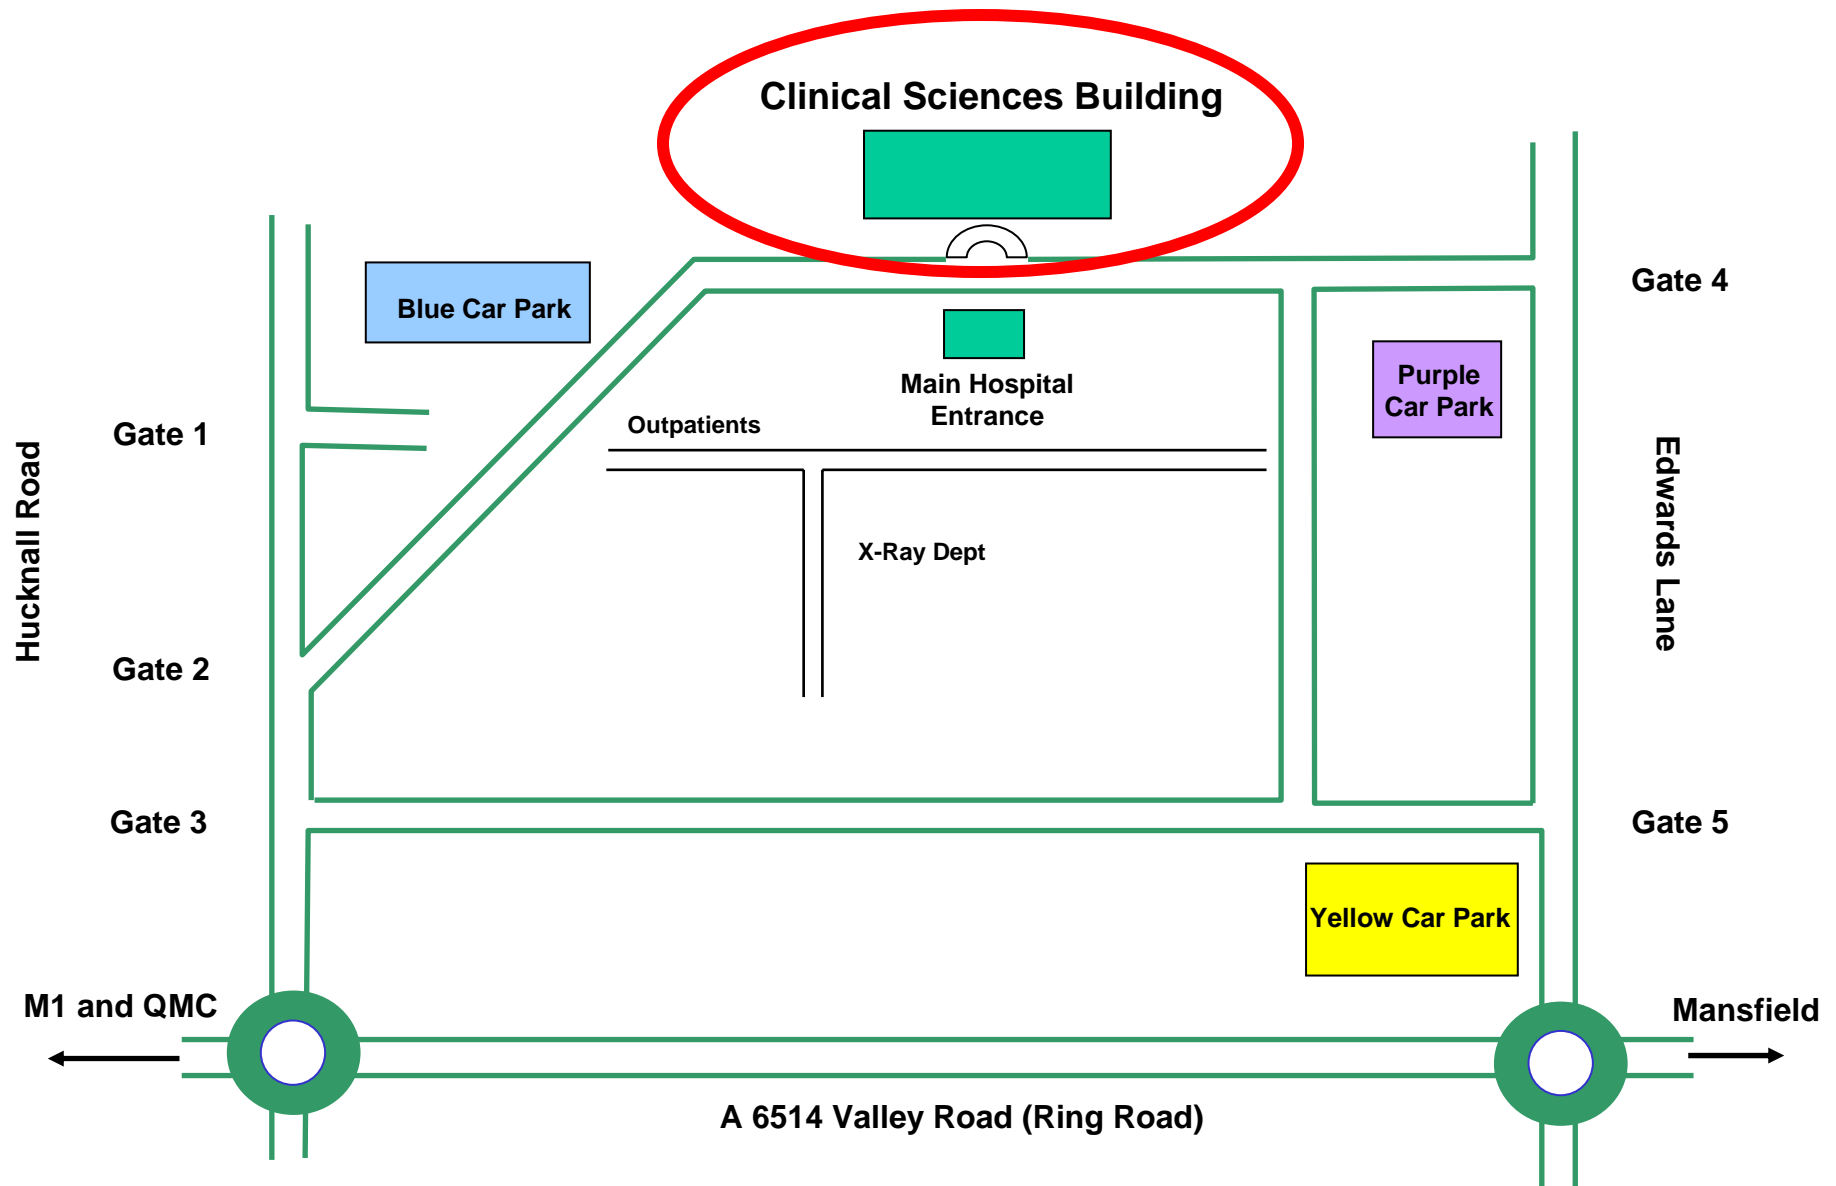 Clinical Sciences Building
Gate 4
Blue Car Park
Purple
Car Park
Main Hospital
Entrance
Outpatients
Gate 1
Hucknall Road
Edwards Lane
X-Ray Dept
Gate 2
Gate 3
Gate 5
Yellow Car Park
M1 and QMC
Mansfield
A 6514 Valley Road (Ring Road)